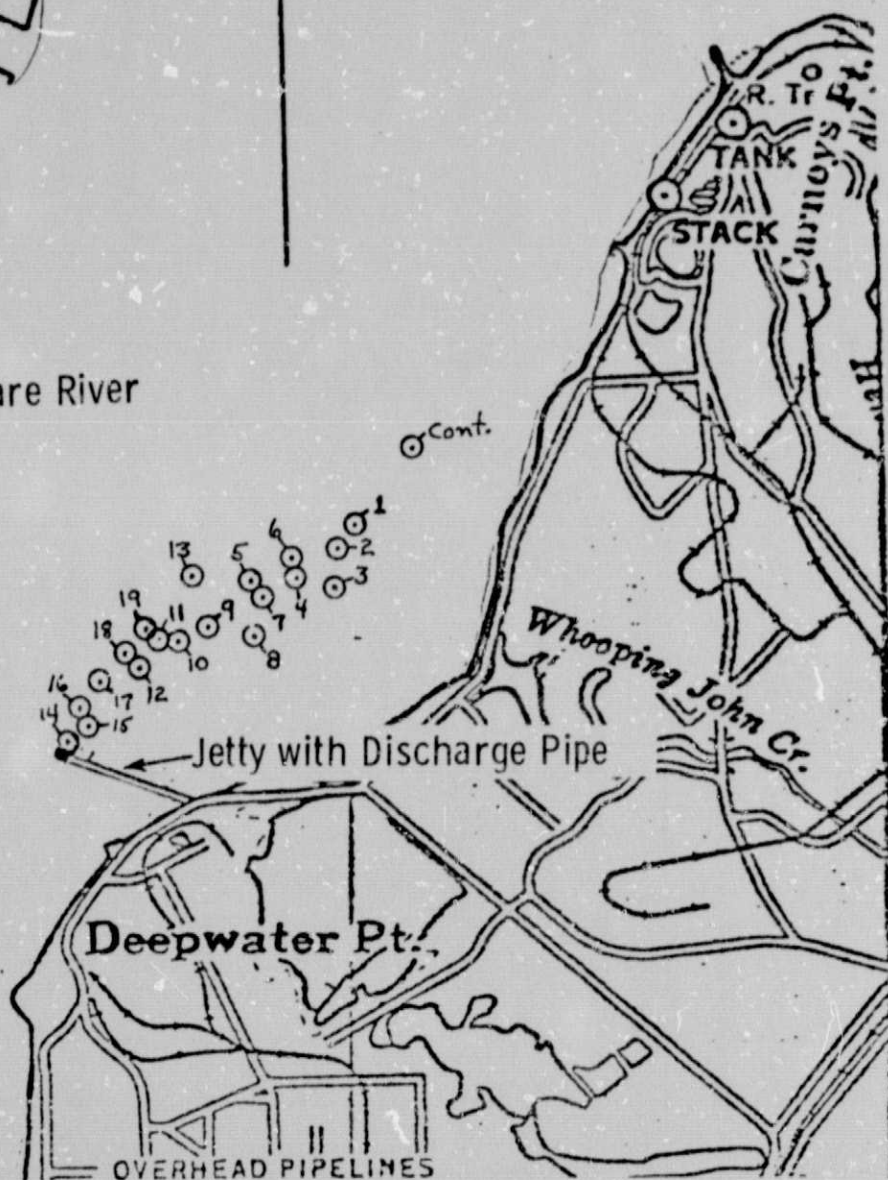 R. Tr
TANK
Carneys Pt.
STACK
are River
Cont.
1
6
2
13
5
3
4
19
11
9
7
18
10
8
12
16
17
14
15
Whooping John Cr.
Jetty with Discharge Pipe
Deepwater Pt.
OVERHEAD PIPELINES